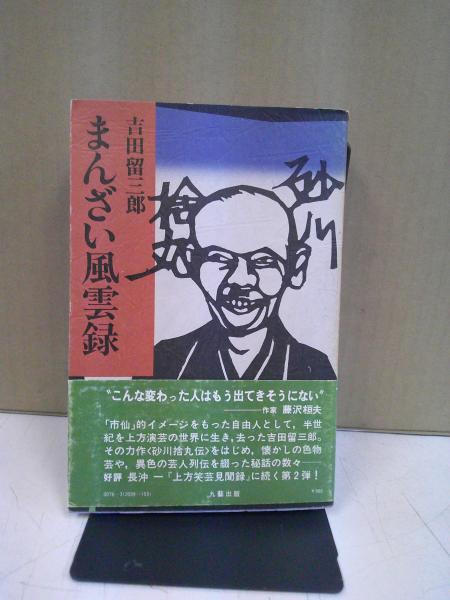 吉田留三郎
まんざい風雲録
砂川
捨丸
"こんな変わった人はもう出てきそうにない"
――作家 藤沢桓夫
「市仙」的イメージをもった自由人として、半世
紀を上方演芸の世界に生き、去った吉田留三郎。
その力作〈砂川捨丸伝〉をはじめ、懐かしの色物
芸や、異色の芸人列伝を綴った秘話の数々――
好評 長沖 一『上方笑芸見聞録』に続く第2弾!
九藝出版